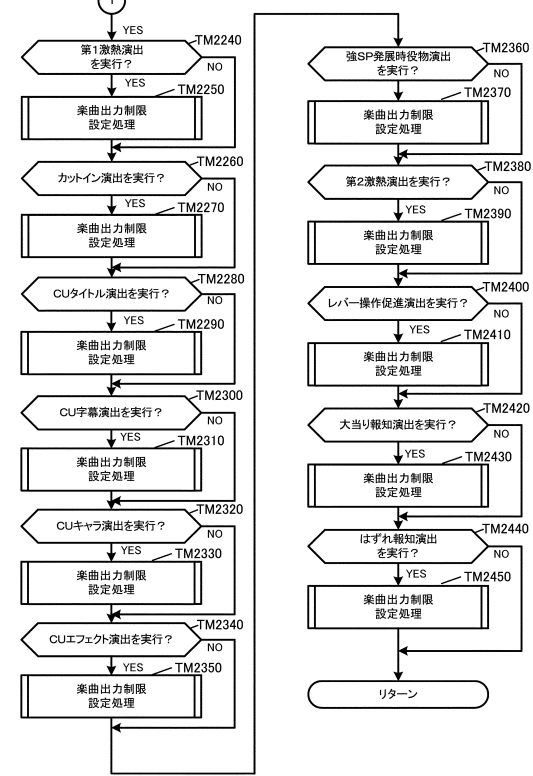 1
YES
TM2240
第1激熱演出
を実行？
NO
YES
TM2250
楽曲出力制限
設定処理
TM2260
カットイン演出を実行？
NO
YES
TM2270
楽曲出力制限
設定処理
TM2280
CUタイトル演出を実行？
NO
YES
TM2290
楽曲出力制限
設定処理
TM2300
CU字幕演出を実行？
NO
YES
TM2310
楽曲出力制限
設定処理
TM2320
CUキャラ演出を実行？
NO
YES
TM2330
楽曲出力制限
設定処理
TM2340
CUエフェクト演出を実行？
NO
YES
TM2350
楽曲出力制限
設定処理
TM2360
強SP発展時役物演出
を実行？
NO
YES
TM2370
楽曲出力制限
設定処理
TM2380
第2激熱演出を実行？
NO
YES
TM2390
楽曲出力制限
設定処理
TM2400
レバー操作促進演出を実行？
NO
YES
TM2410
楽曲出力制限
設定処理
TM2420
大当り報知演出を実行？
NO
YES
TM2430
楽曲出力制限
設定処理
TM2440
はずれ報知演出
を実行？
NO
YES
TM2450
楽曲出力制限
設定処理
リターン